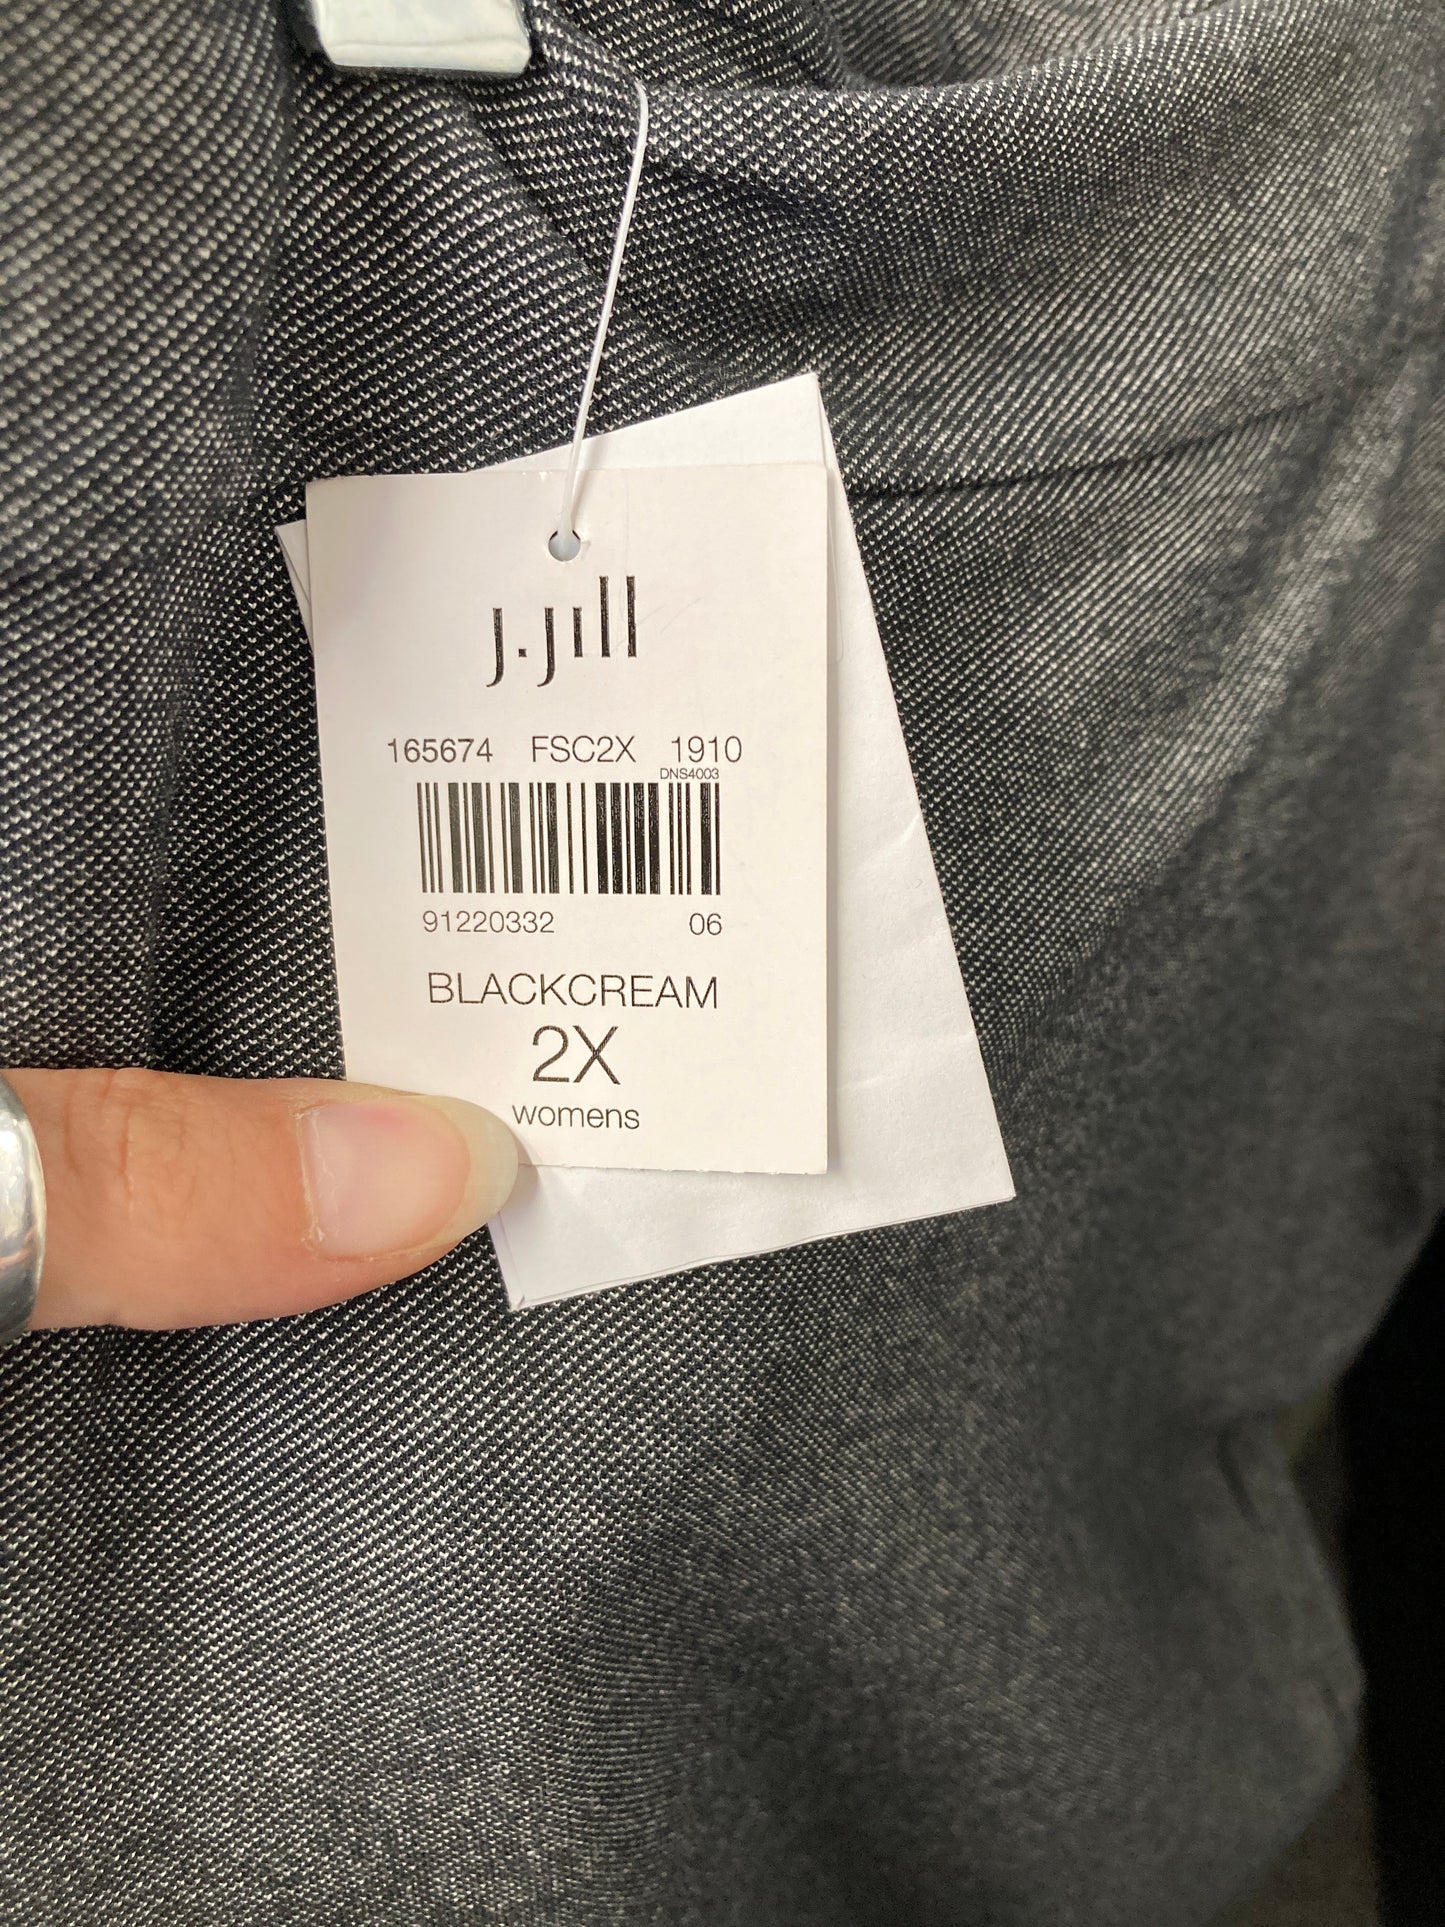 j.jill
165674 FSC2X 1910
DNS4003
91220332 06
BLACKCREAM
2X
womens